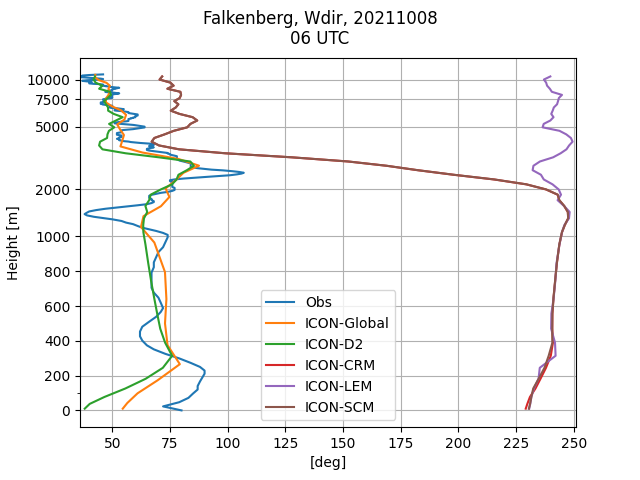 Falkenberg, Wdir, 20211008
06 UTC
10000
7500
5000
2000
1000
800
600
400
200
0
Height [m]
Obs
ICON-Global
ICON-D2
ICON-CRM
ICON-LEM
ICON-SCM
50
75
100
125
150
175
200
225
250
[deg]